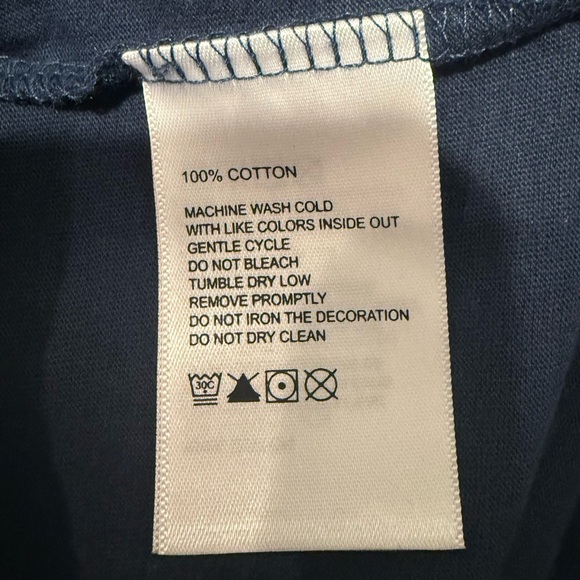 100% COTTON
MACHINE WASH COLD
WITH LIKE COLORS INSIDE OUT
GENTLE CYCLE
DO NOT BLEACH
TUMBLE DRY LOW
REMOVE PROMPTLY
DO NOT IRON THE DECORATION
DO NOT DRY CLEAN
30C